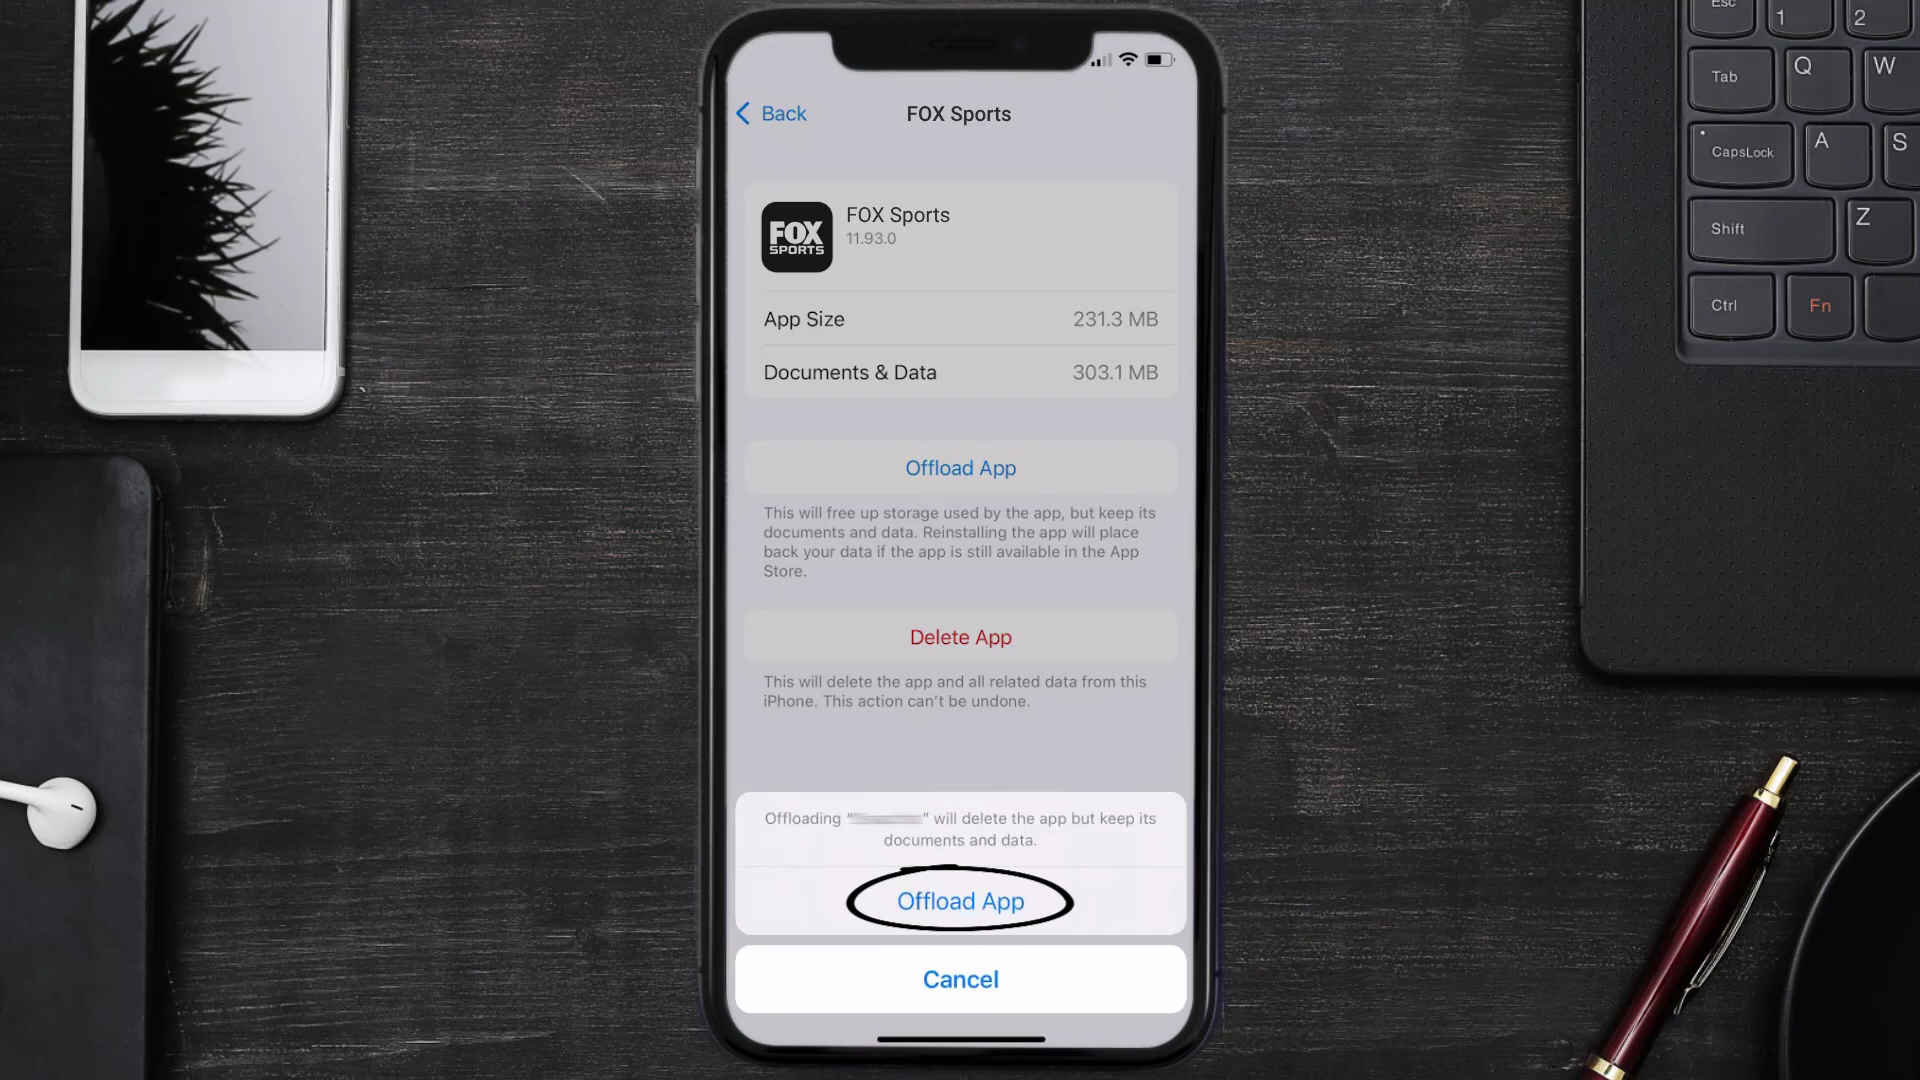 Back
FOX Sports
FOX
SPORTS
FOX Sports
11.93.0
App Size
231.3 MB
Documents & Data
303.1 MB
Offload App
This will free up storage used by the app, but keep its
documents and data. Reinstalling the app will place
back your data if the app is still available in the App
Store.
Delete App
This will delete the app and all related data from this
iPhone. This action can't be undone.
Offloading “ ” will delete the app but keep its
documents and data.
Offload App
Cancel
Esc
1
2
Tab
Q
W
CapsLock
A
S
Shift
Z
Ctrl
Fn